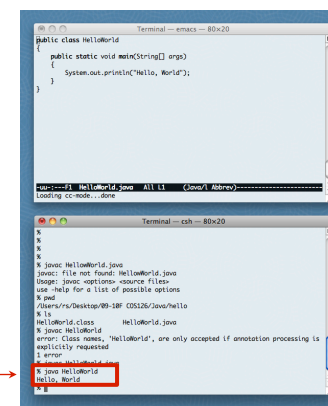 Terminal — emacs — 80×20
public class HelloWorld
{
public static void main(String[] args)
{
System.out.println("Hello, World");
}
}
-uu-:---F1 HelloWorld.java All L1 (Java/l Abbrev)-----------------------
Loading cc-mode...done
Terminal — csh — 80×20
%
%
%
%
% javac HellowWorld.java
javac: file not found: HellowWorld.java
Usage: javac <options> <source files>
use -help for a list of possible options
% pwd
/Users/rs/Desktop/09-10F COS126/Java/hello
% ls
HelloWorld.class HelloWorld.java
% javac HelloWorld
error: Class names, 'HelloWorld', are only accepted if annotation processing is
explicitly requested
1 error
% javac HelloWorld.java
% java HelloWorld
Hello, World
%